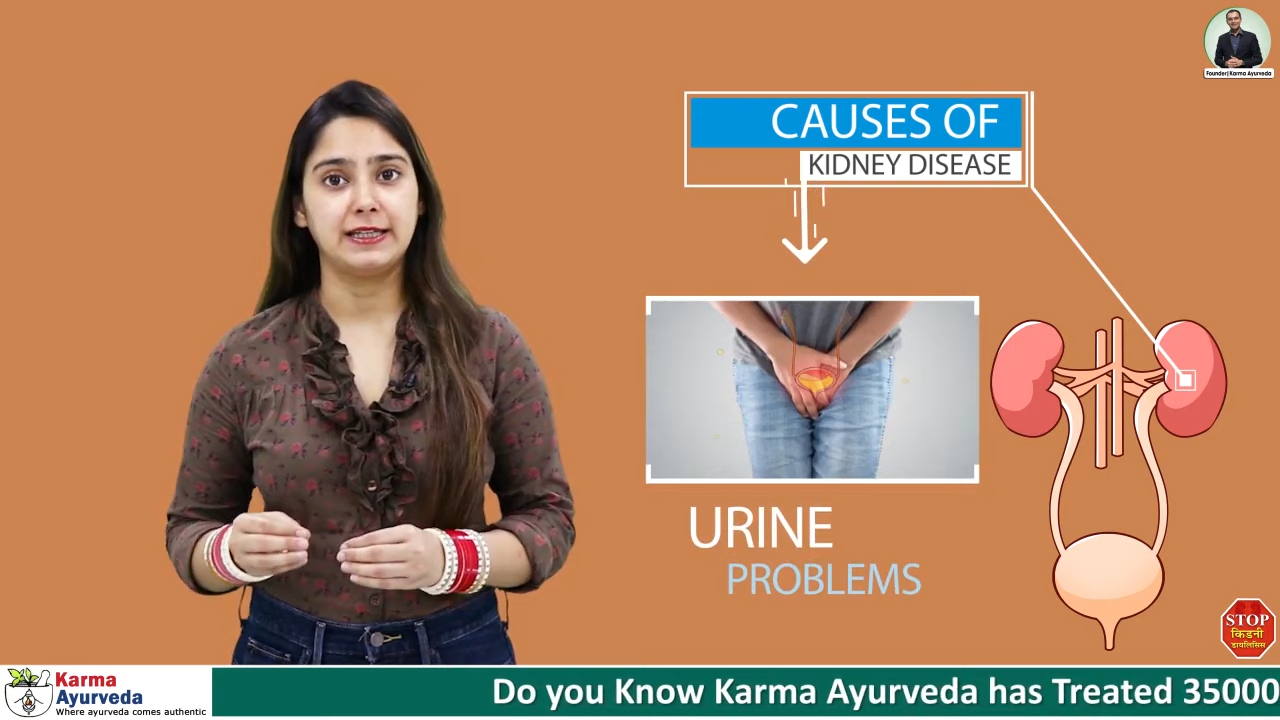 Founder|Karma Ayurveda
CAUSES OF
KIDNEY DISEASE
URINE
PROBLEMS
STOP
किडनी
डायलिसिस
Karma
Ayurveda
Where ayurveda comes authentic
Do you Know Karma Ayurveda has Treated 35000